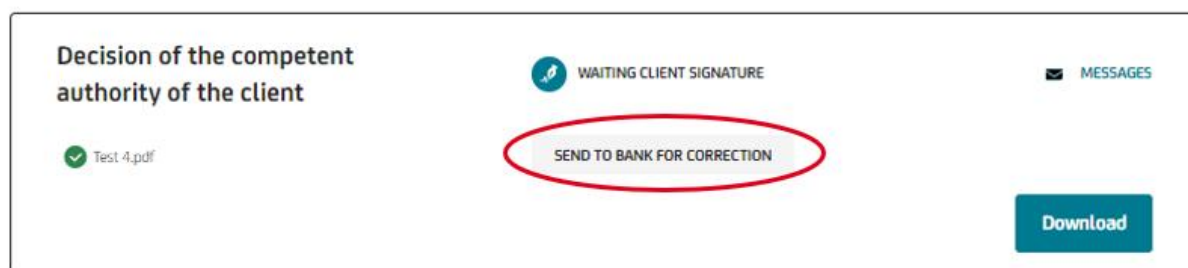 Decision of the competent
authority of the client
WAITING CLIENT SIGNATURE
MESSAGES
Test 4.pdf
SEND TO BANK FOR CORRECTION
Download